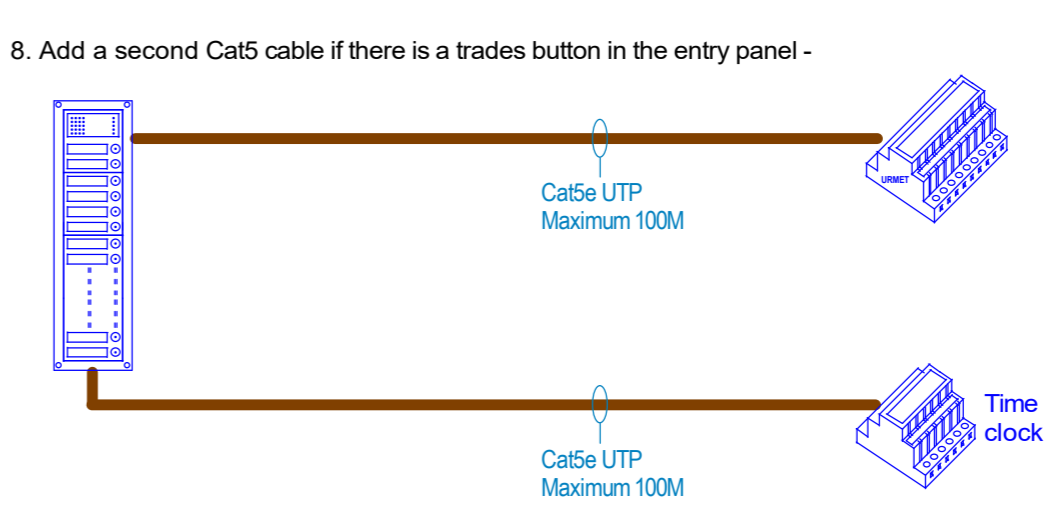 8. Add a second Cat5 cable if there is a trades button in the entry panel -
URMET
Cat5e UTP
Maximum 100M
Time
clock
Cat5e UTP
Maximum 100M